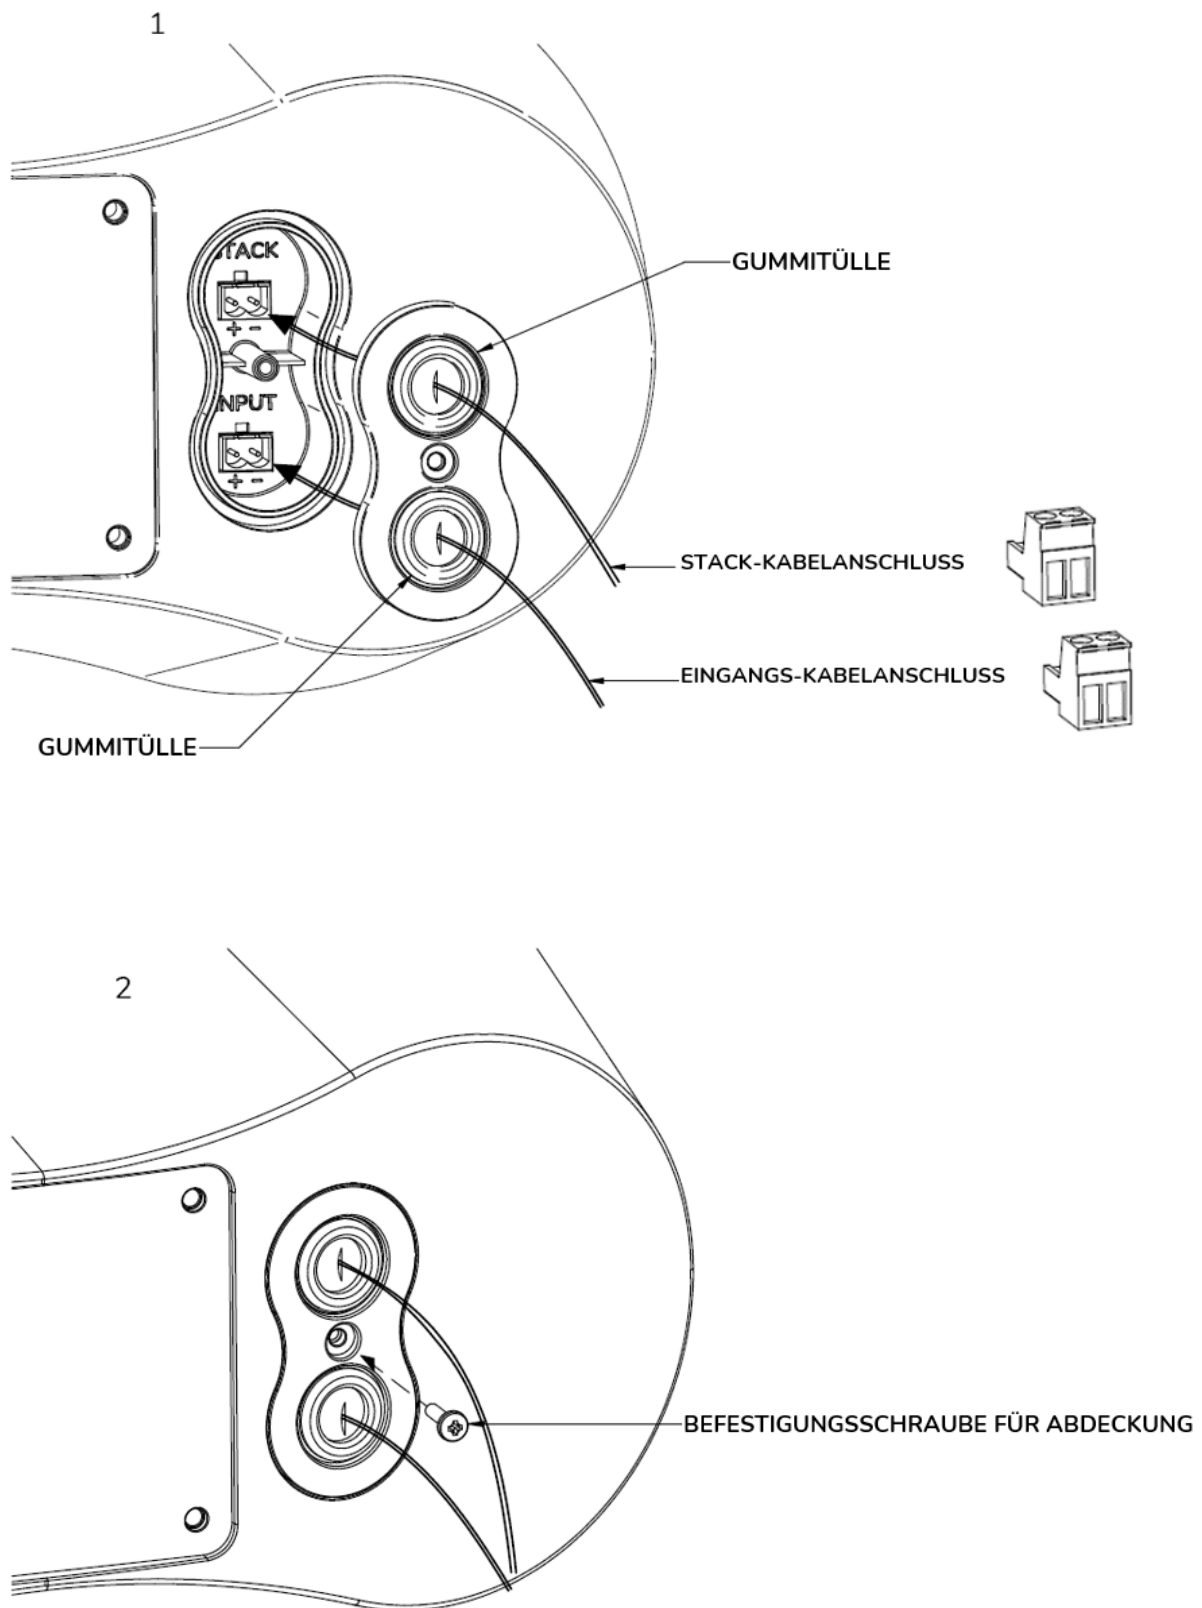 1
STACK
+ -
GUMMITÜLLE
INPUT
+ -
STACK-KABELANSCHLUSS
EINGANGS-KABELANSCHLUSS
GUMMITÜLLE
2
BEFESTIGUNGSSCHRAUBE FÜR ABDECKUNG